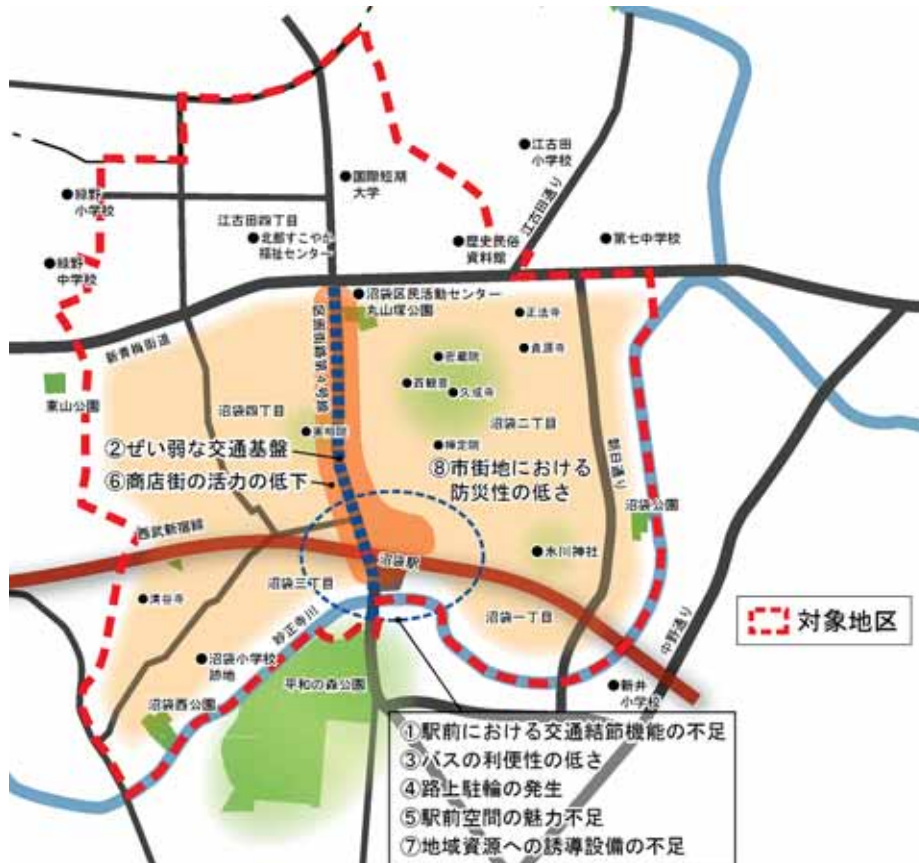 江古田
小学校
国際短期
大学
江古田通り
緑野
小学校
江古田四丁目
北部すこやか
福祉センター
歴史民俗
資料館
第七中学校
緑野
中学校
沼袋区民活動センター
丸山塚公園
正法寺
新青梅街道
区画街路第4号線
密蔵院
貞源寺
東山公園
百観音
久成寺
沼袋四丁目
沼袋二丁目
実相院
禅定院
朝日通り
②ぜい弱な交通基盤
⑥商店街の活力の低下
⑧市街地における
防災性の低さ
沼袋公園
西武新宿線
沼袋駅
氷川神社
沼袋三丁目
清谷寺
妙正寺川
沼袋一丁目
中野通り
対象地区
沼袋小学校
跡地
平和の森公園
新井
小学校
沼袋西公園
①駅前における交通結節機能の不足
③バスの利便性の低さ
④路上駐輪の発生
⑤駅前空間の魅力不足
⑦地域資源への誘導設備の不足